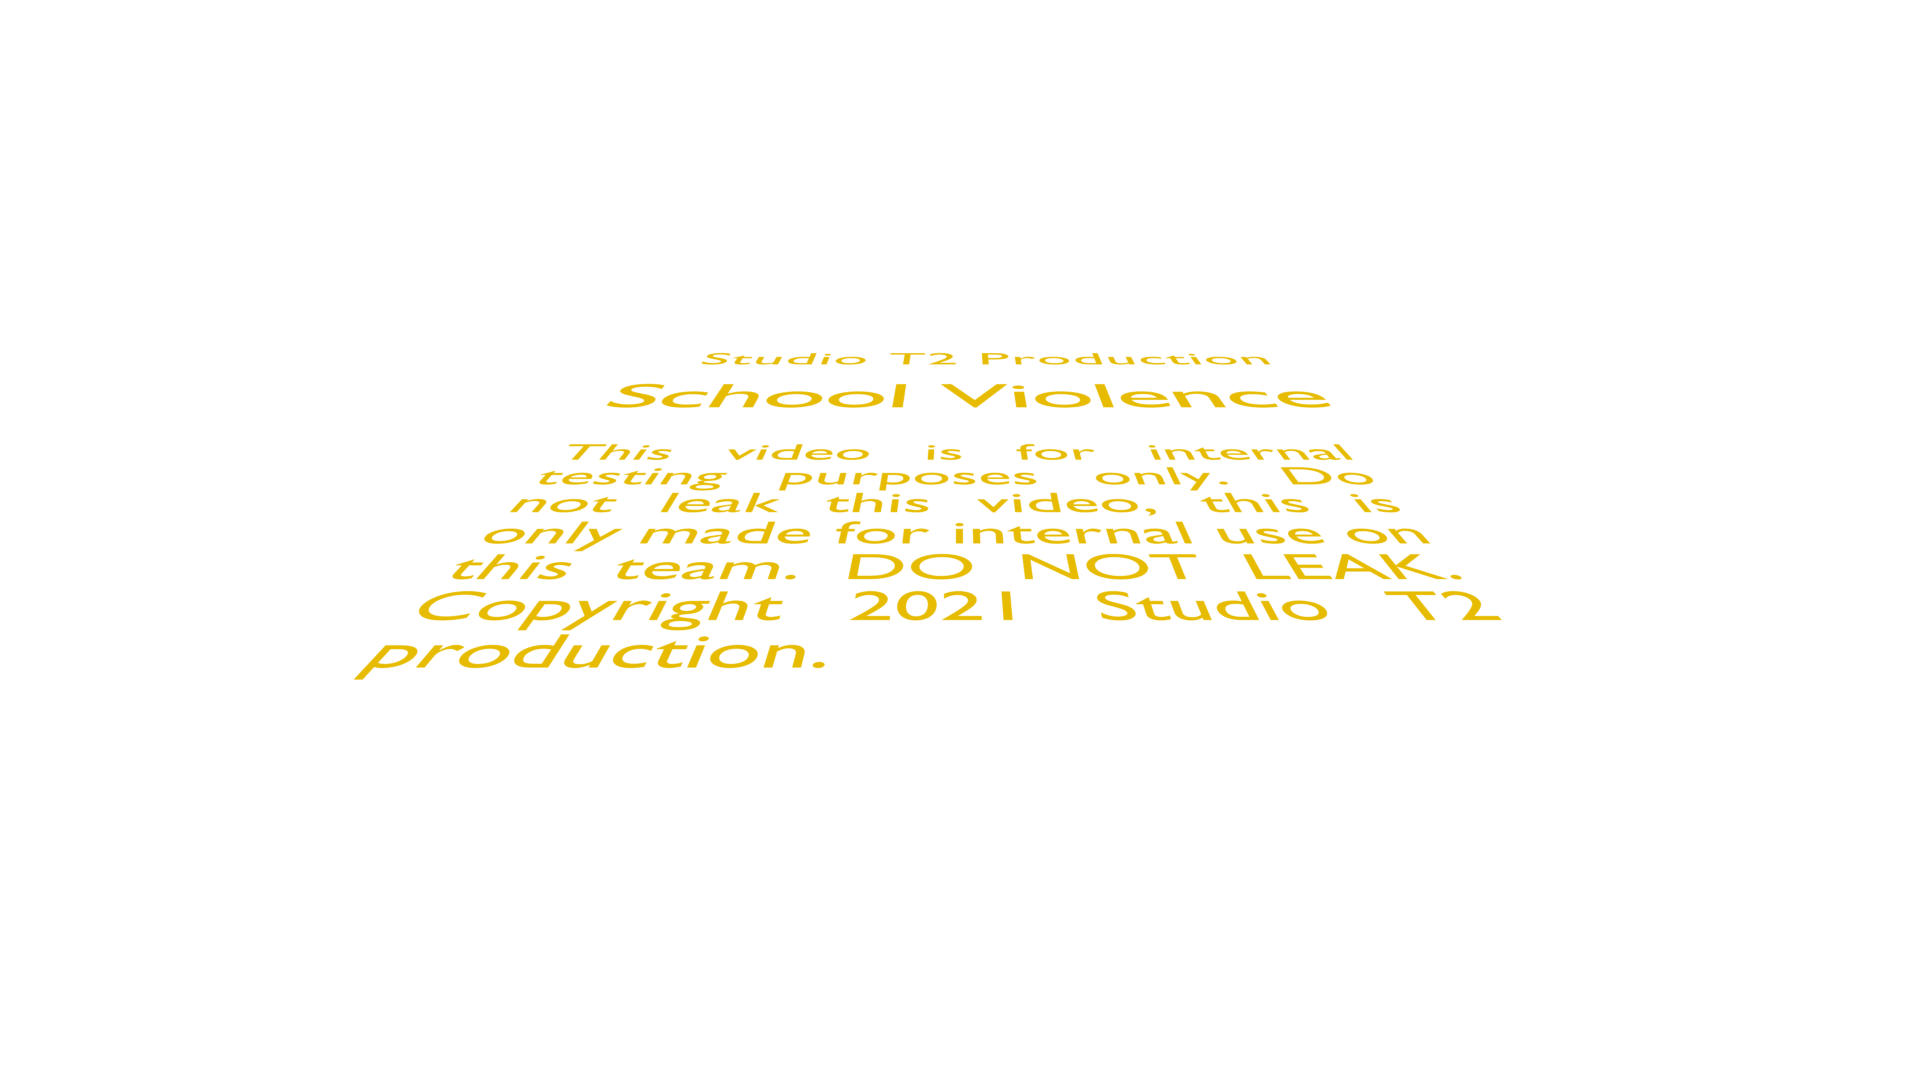 Studio T2 Production
School Violence
This video is for internal
testing purposes only. Do
not leak this video, this is
only made for internal use on
this team. DO NOT LEAK.
Copyright 2021 Studio T2
production.